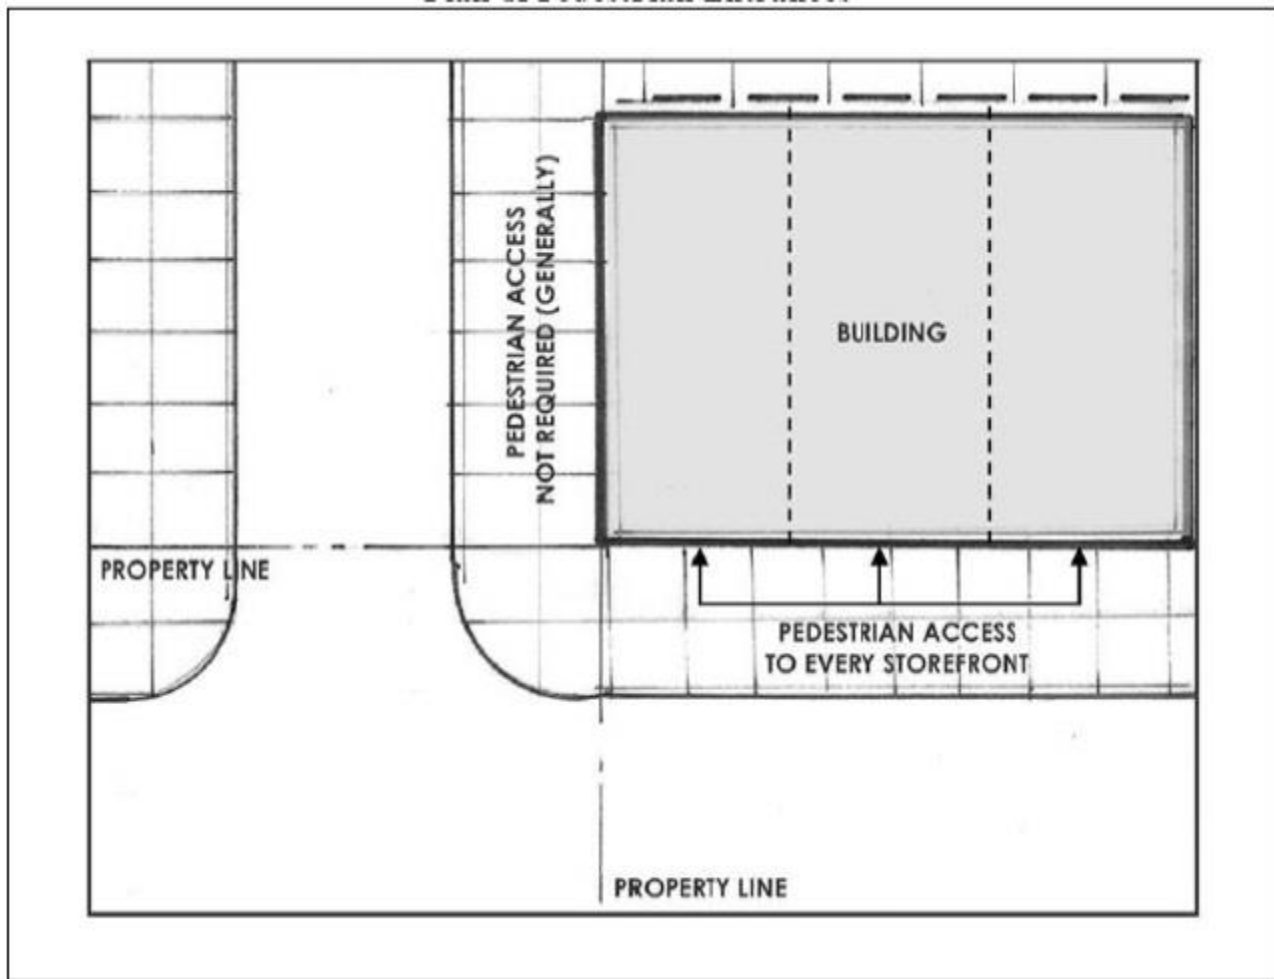 PEDESTRIAN ACCESS
NOT REQUIRED (GENERALLY)
BUILDING
PROPERTY LINE
PEDESTRIAN ACCESS
TO EVERY STOREFRONT
PROPERTY LINE